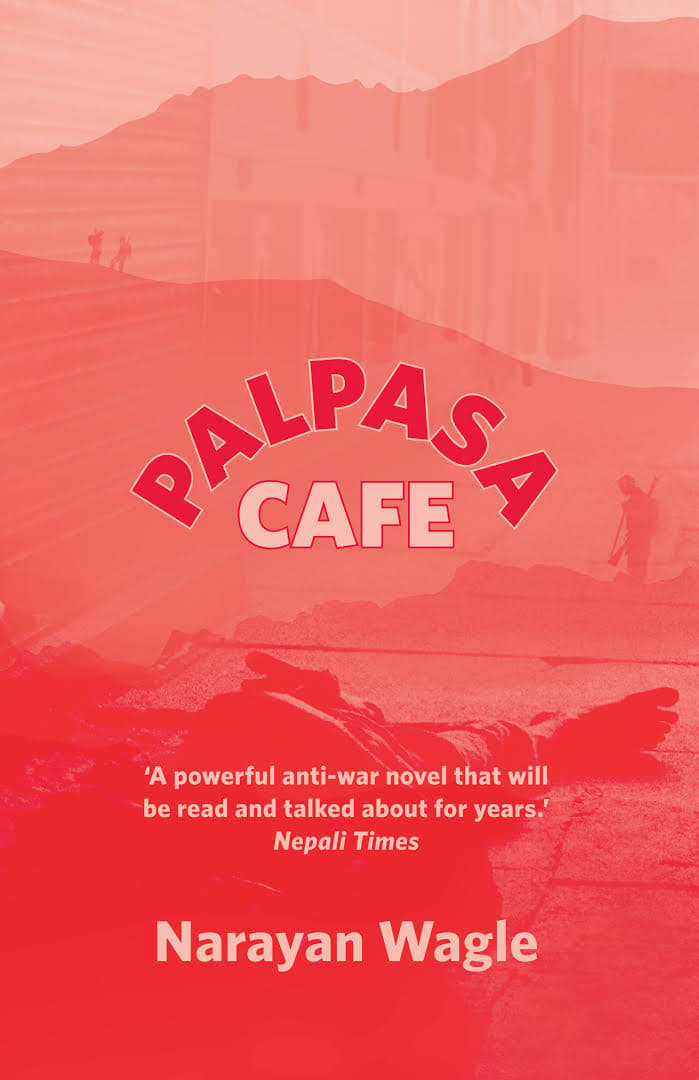 PALPASA
CAFE
‘A powerful anti-war novel that will
be read and talked about for years.’
Nepali Times
Narayan Wagle